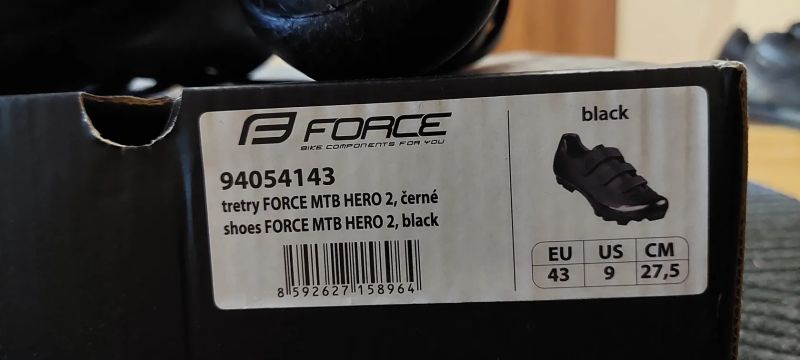 FORCE
BIKE COMPONENTS FOR YOU
94054143
tretry FORCE MTB HERO 2, černé
shoes FORCE MTB HERO 2, black
8 592627 158964
black
EU US CM
43 9 27,5